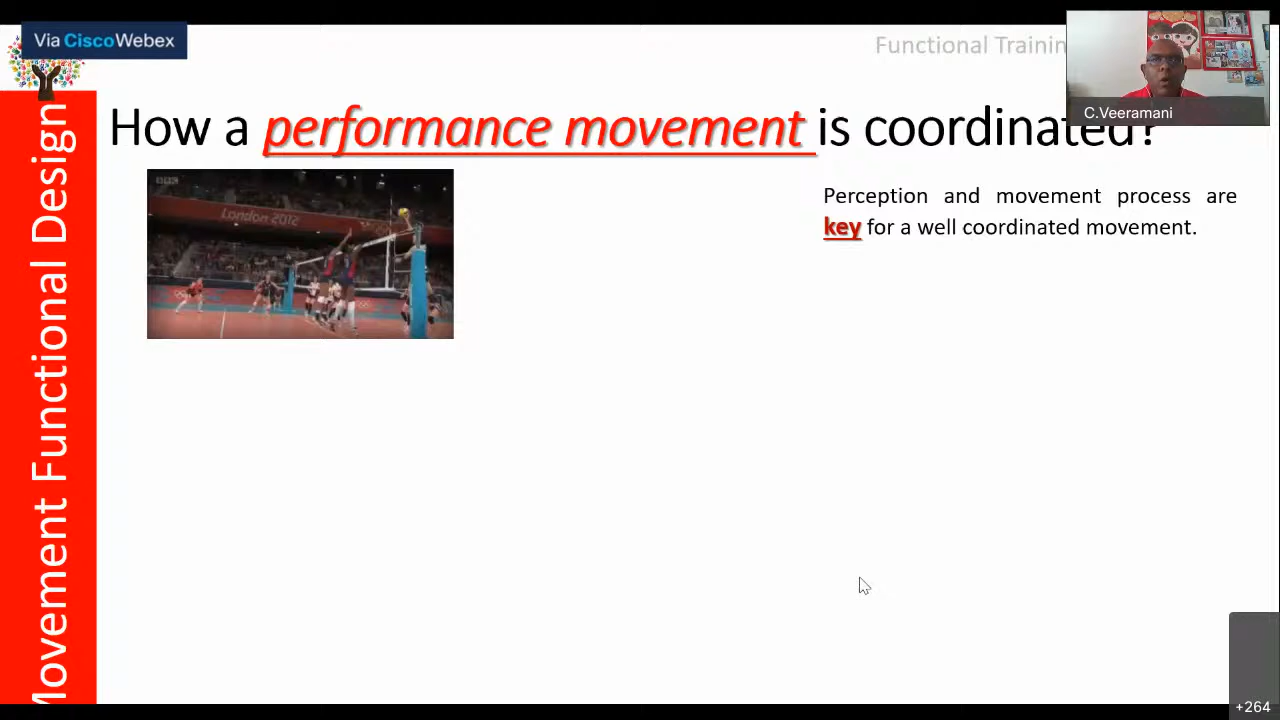 Via CiscoWebex
Functional Trainin
C.Veeramani
How a performance movement is coordinated?
Movement Functional Design
BBC
London 2012
Perception and movement process are
key for a well coordinated movement.
+264